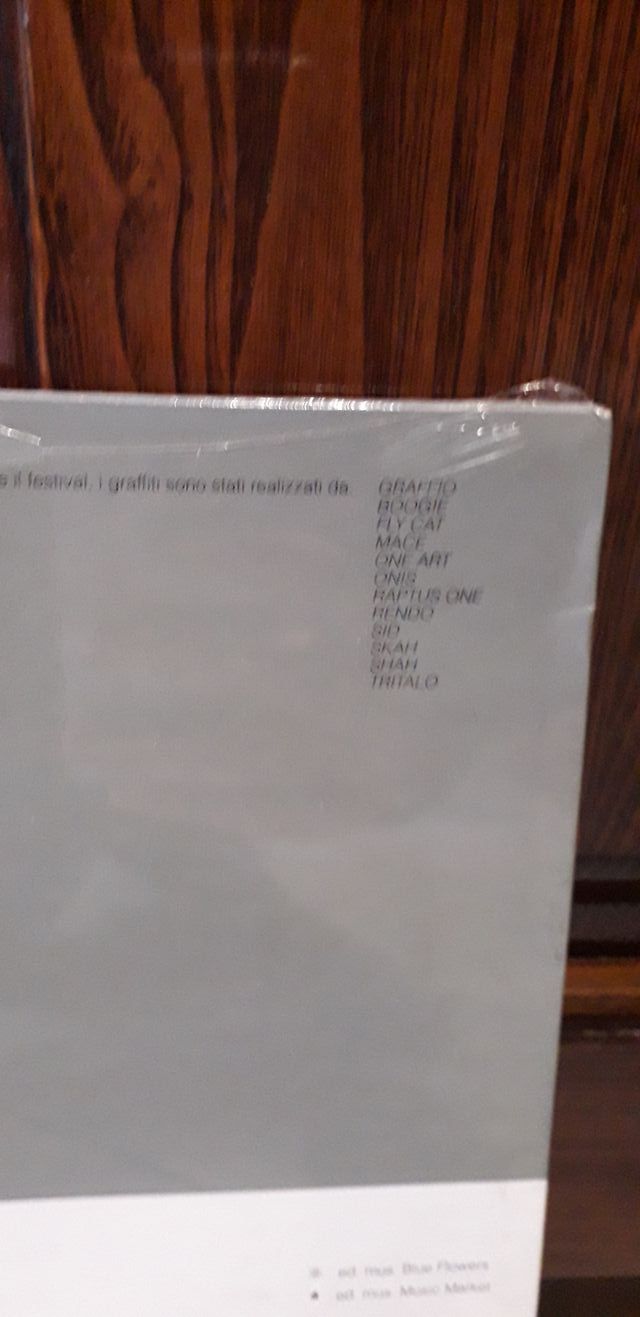 e il festival, i graffiti sono stati realizzati da: GRAFFIO
BOOGIE
FLY CAT
MACE
ONE ART
ONIS
RAPTUS ONE
RENDO
SID
SKAH
SHAH
TRITALO
ed. mus. Blue Flowers
ed. mus. Music Market